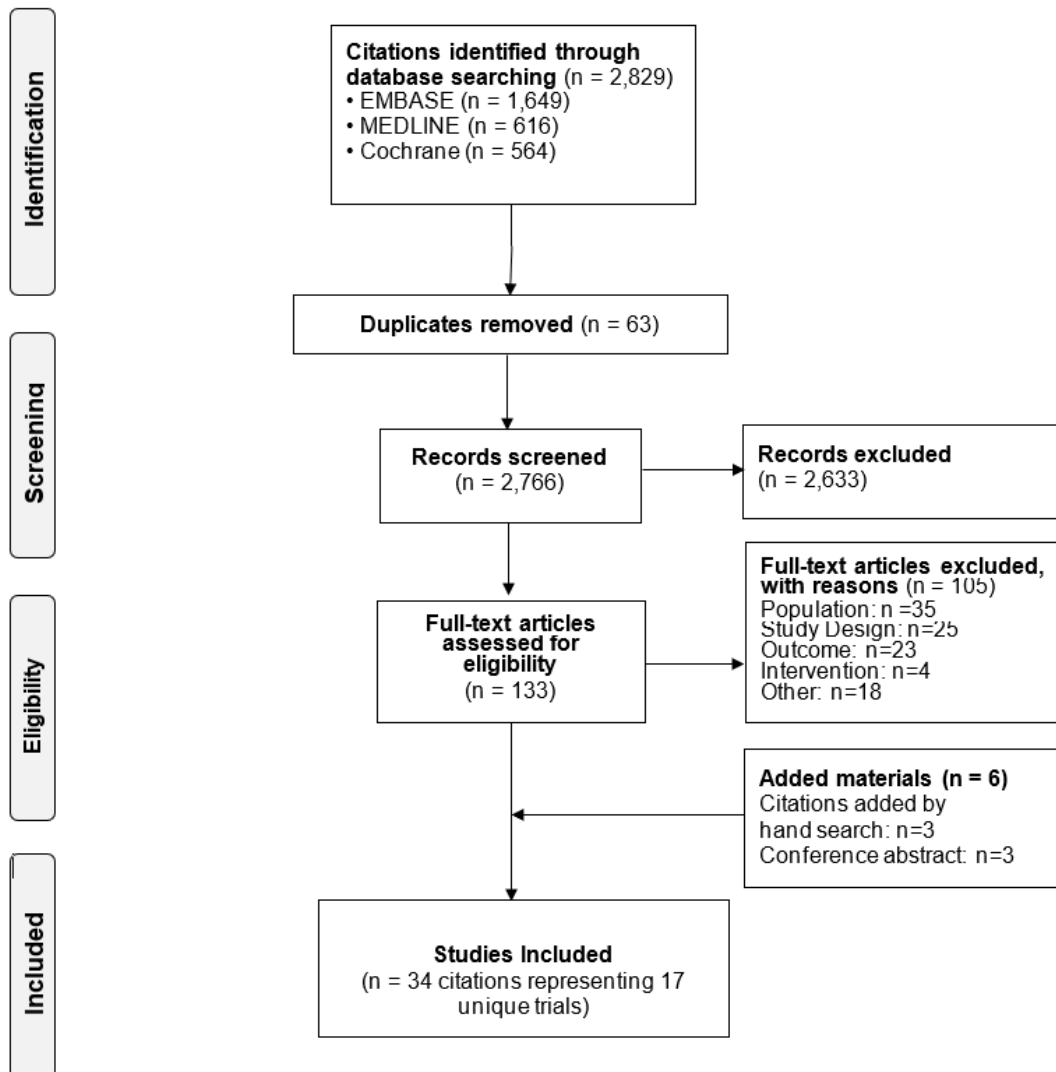 Identification
Citations identified through
database searching (n = 2,829)
• EMBASE (n = 1,649)
• MEDLINE (n = 616)
• Cochrane (n = 564)
Duplicates removed (n = 63)
Screening
Records screened
(n = 2,766)
Records excluded
(n = 2,633)
Eligibility
Full-text articles
assessed for
eligibility
(n = 133)
Full-text articles excluded,
with reasons (n = 105)
Population: n =35
Study Design: n=25
Outcome: n=23
Intervention: n=4
Other: n=18
Added materials (n = 6)
Citations added by
hand search: n=3
Conference abstract: n=3
Included
Studies Included
(n = 34 citations representing 17
unique trials)